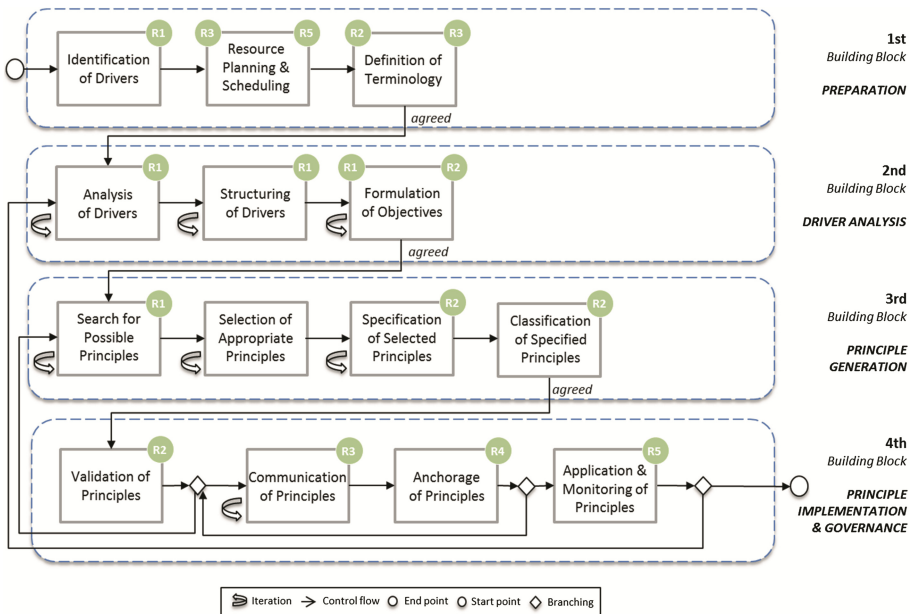 R1
R3
R5
R2
R3
Identification
of Drivers
Resource
Planning &
Scheduling
Definition of
Terminology
1st
Building Block
PREPARATION
agreed
R1
R1
R1
R2
Analysis
of Drivers
Structuring
of Drivers
Formulation
of Objectives
2nd
Building Block
DRIVER ANALYSIS
agreed
R1
R2
R2
Search for
Possible
Principles
Selection of
Appropriate
Principles
Specification
of Selected
Principles
Classification
of Specified
Principles
3rd
Building Block
PRINCIPLE
GENERATION
agreed
R2
R3
R4
R5
Validation of
Principles
Communication
of Principles
Anchorage
of Principles
Application &
Monitoring of
Principles
4th
Building Block
PRINCIPLE
IMPLEMENTATION
& GOVERNANCE
Iteration
Control flow
End point
Start point
Branching